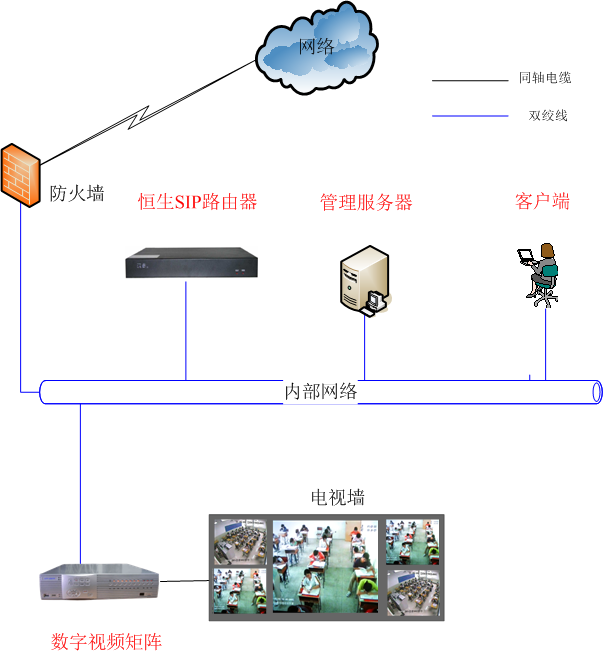 网络
同轴电缆
双绞线
防火墙
恒生SIP路由器
管理服务器
客户端
内部网络
电视墙
数字视频矩阵